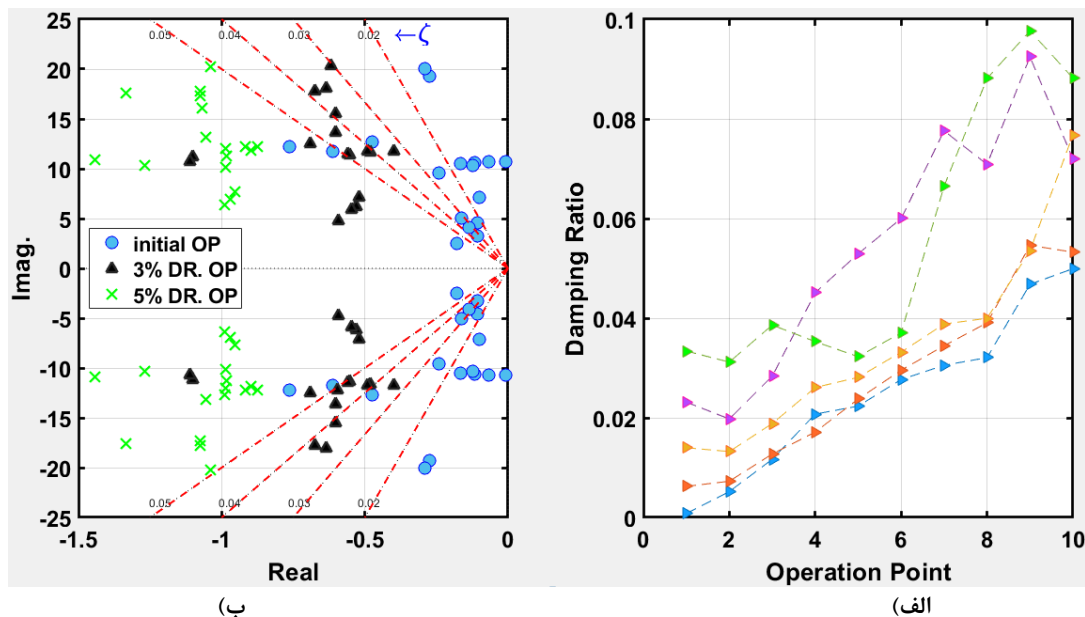 25
20
15
10
5
0
-5
-10
-15
-20
-25
Imag.
0.05 0.04 0.03 0.02 ←ζ
initial OP
3% DR. OP
5% DR. OP
0.05 0.04 0.03 0.02
-1.5 -1 -0.5 0
Real
ب)
0.1
0.08
0.06
0.04
0.02
0
Damping Ratio
0 2 4 6 8 10
Operation Point
الف)